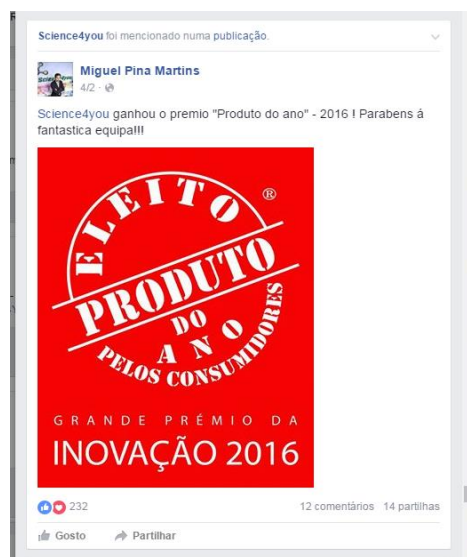 Science4you foi mencionado numa publicação.
Miguel Pina Martins
4/2
Science4you ganhou o premio "Produto do ano" - 2016 ! Parabens á
fantastica equipa!!!
ELEITO ®
PRODUTO
DO
ANO
PELOS CONSUMIDORES
GRANDE PRÉMIO DA
INOVAÇÃO 2016
232 12 comentários 14 partilhas
Gosto Partilhar